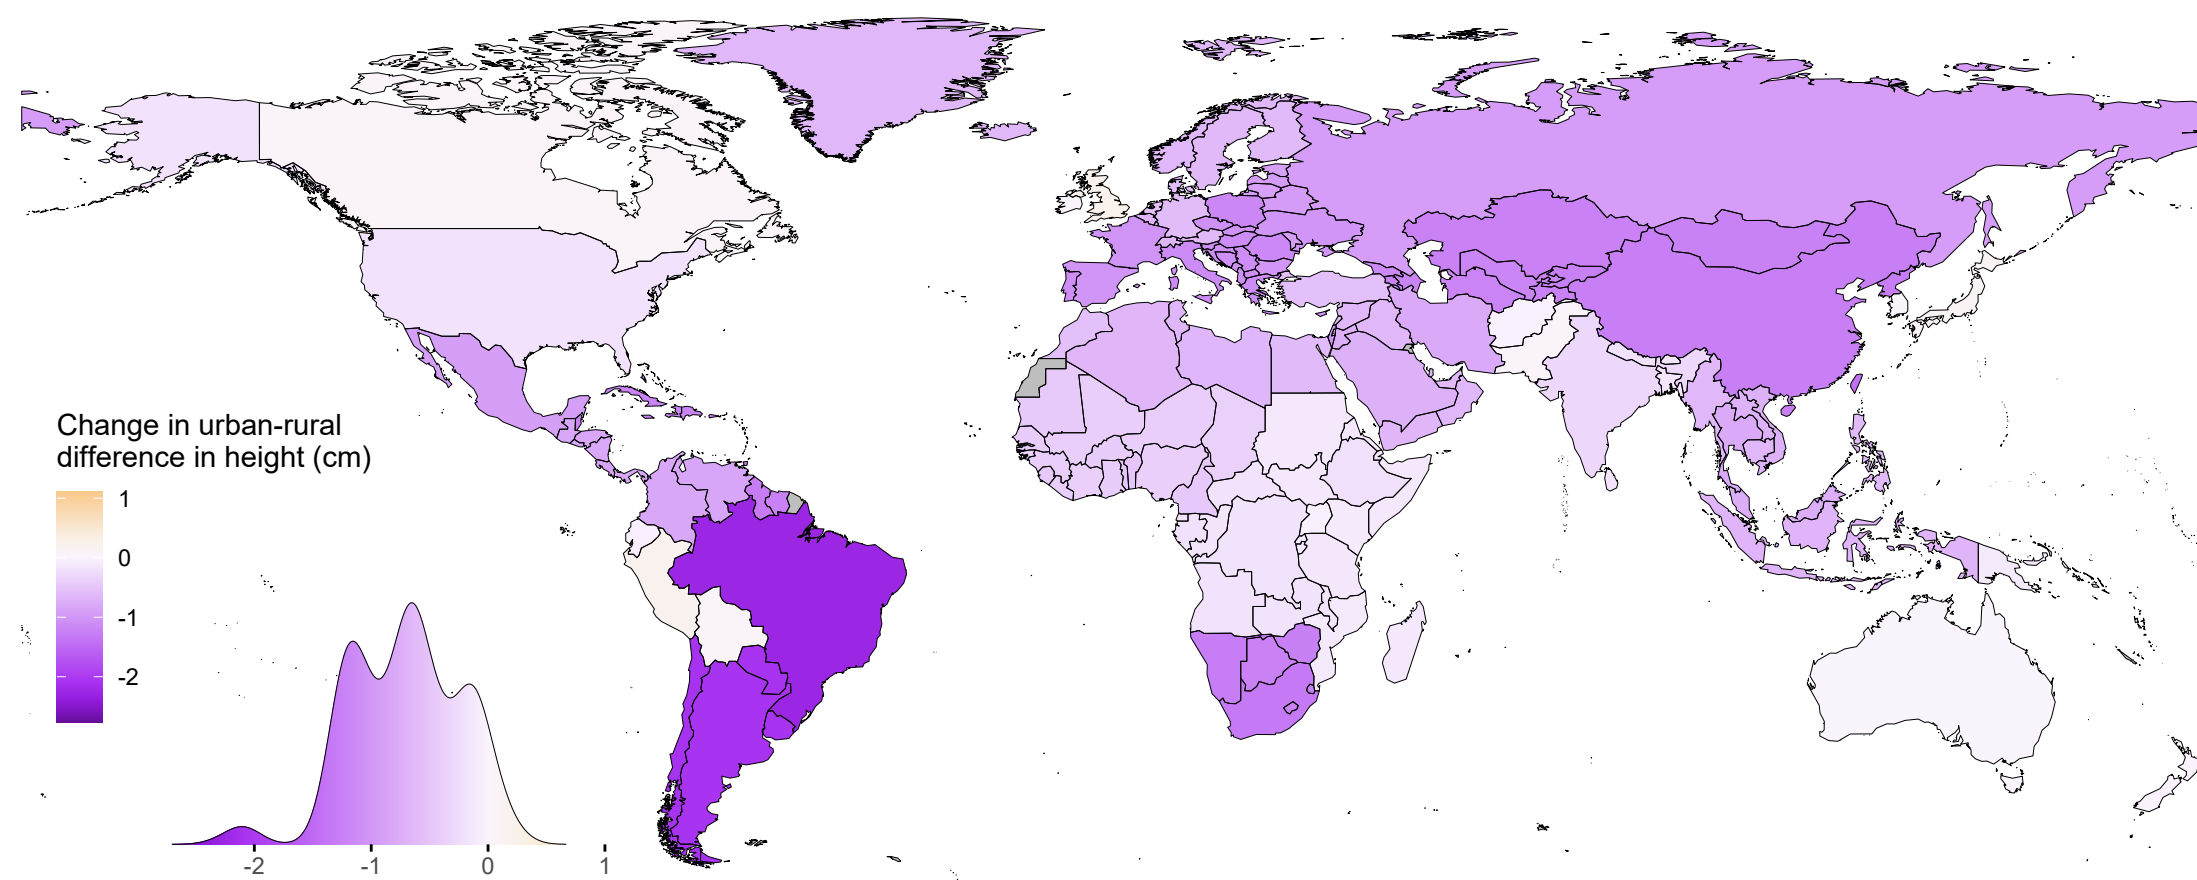 Change in urban-rural
difference in height (cm)
1
0
-1
-2
-2 -1 0 1